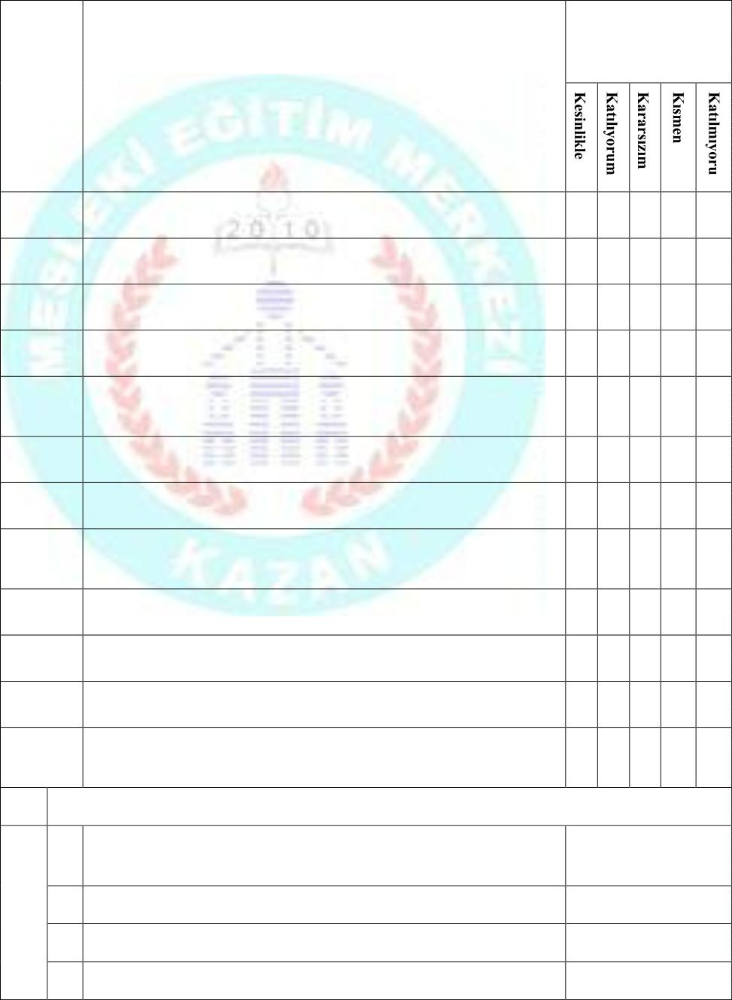 Kesinlikle
Katılıyorum
Kararsızım
Kısmen
Katılmıyoru
MESLEKİ EĞİTİM MERKEZİ
2010
KAZAN